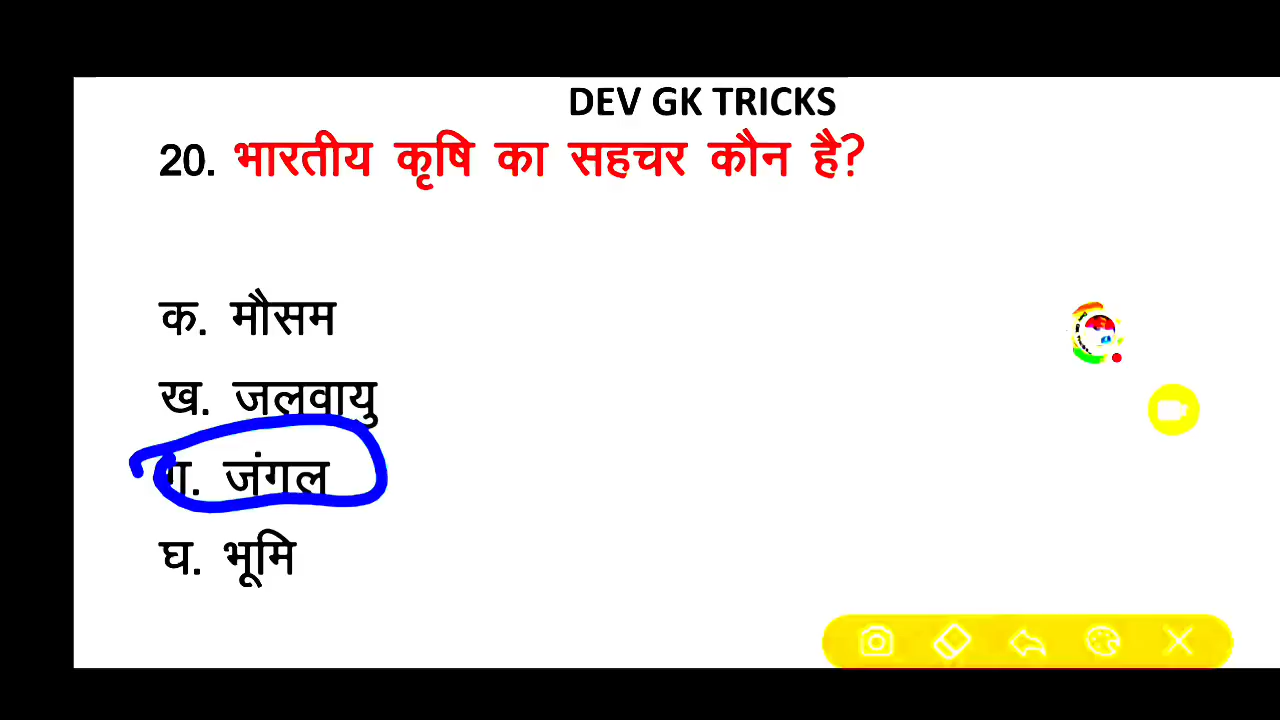 DEV GK TRICKS
20. भारतीय कृषि का सहचर कौन है?
क. मौसम
ख. जलवायु
ग. जंगल
घ. भूमि